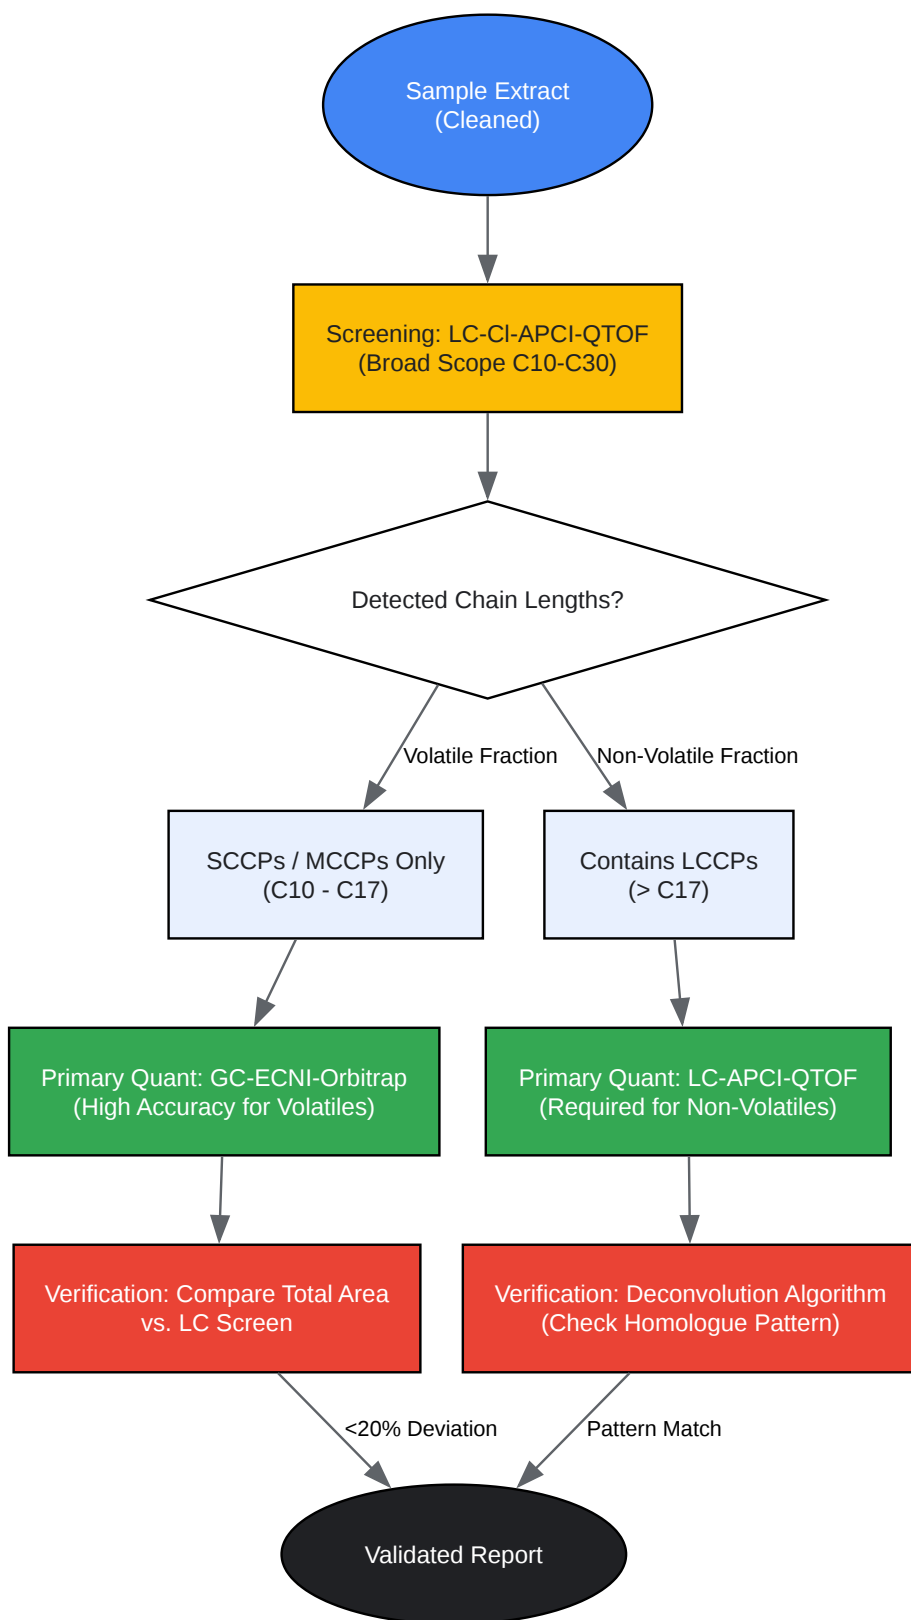 Sample Extract
(Cleaned)
Screening: LC-Cl-APCI-QTOF
(Broad Scope C10-C30)
Detected Chain Lengths?
Volatile Fraction
Non-Volatile Fraction
SCCPs / MCCPs Only
(C10 - C17)
Contains LCCPs
(> C17)
Primary Quant: GC-ECNI-Orbitrap
(High Accuracy for Volatiles)
Primary Quant: LC-APCI-QTOF
(Required for Non-Volatiles)
Verification: Compare Total Area
vs. LC Screen
Verification: Deconvolution Algorithm
(Check Homologue Pattern)
<20% Deviation
Pattern Match
Validated Report